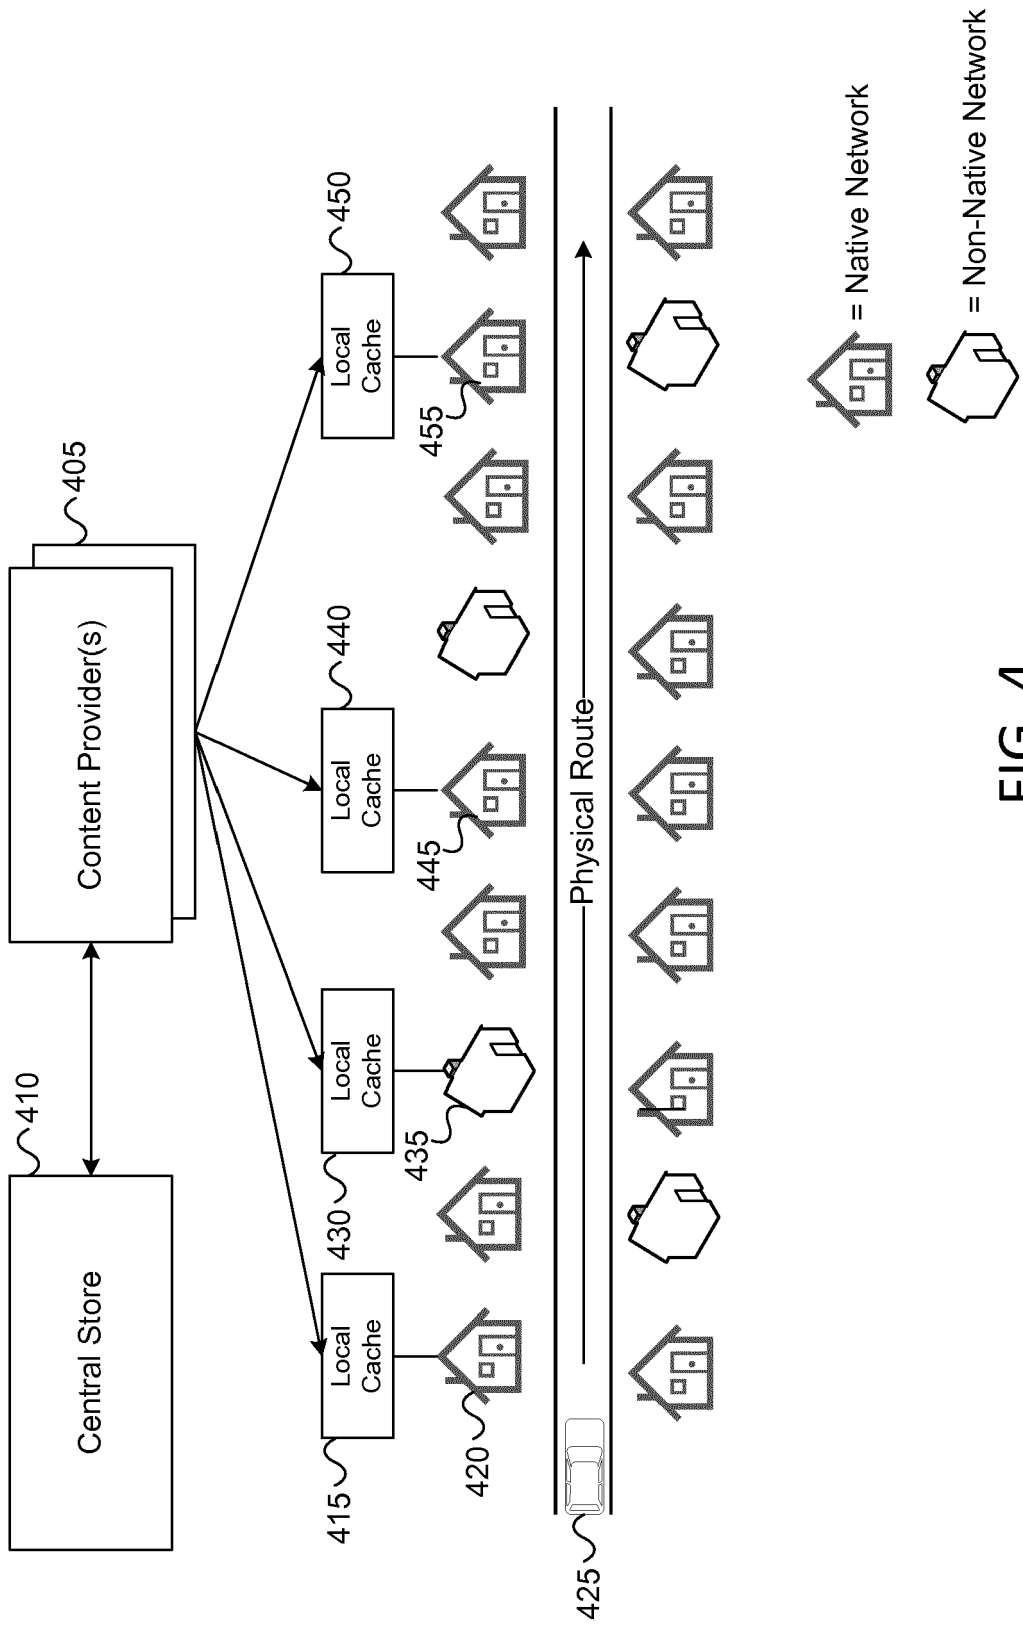 Central Store
410
Content Provider(s)
405
Local
Cache
415
Local
Cache
430
Local
Cache
440
Local
Cache
450
420
435
445
455
425
Physical Route
= Native Network
= Non-Native Network
FIG. 4